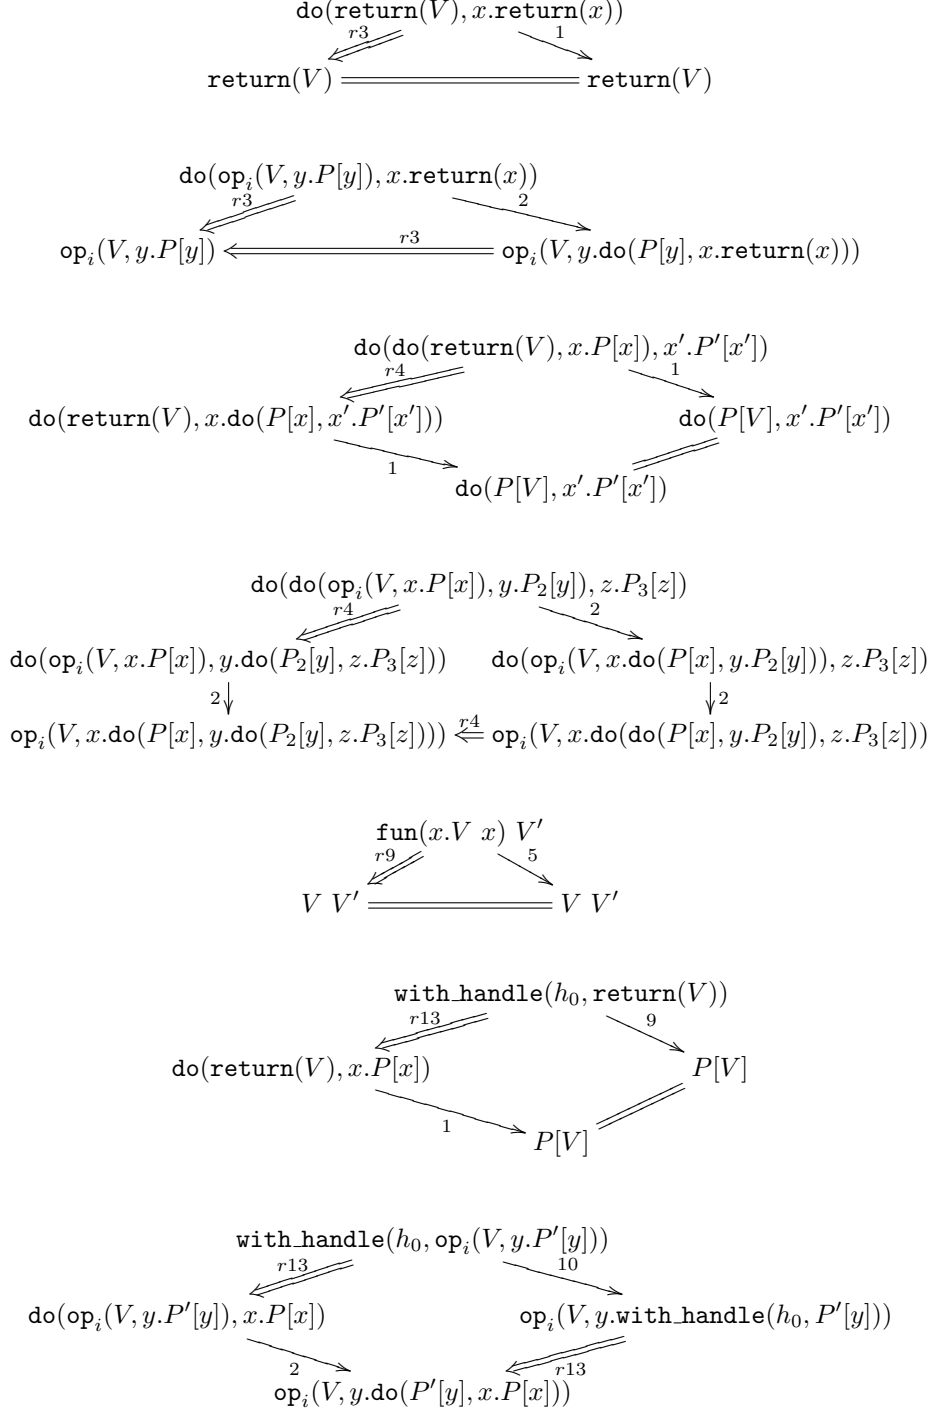 do(return(V), x.return(x))
r3 1
return(V) return(V)
do(op_i(V, y.P[y]), x.return(x))
r3 2
op_i(V, y.P[y]) r3 op_i(V, y.do(P[y], x.return(x)))
do(do(return(V), x.P[x]), x′.P′[x′])
r4 1
do(return(V), x.do(P[x], x′.P′[x′])) do(P[V], x′.P′[x′])
1
do(P[V], x′.P′[x′])
do(do(op_i(V, x.P[x]), y.P_2[y]), z.P_3[z])
r4 2
do(op_i(V, x.P[x]), y.do(P_2[y], z.P_3[z])) do(op_i(V, x.do(P[x], y.P_2[y])), z.P_3[z])
2 2
op_i(V, x.do(P[x], y.do(P_2[y], z.P_3[z]))) r4 op_i(V, x.do(do(P[x], y.P_2[y]), z.P_3[z]))
fun(x.V x) V′
r9 5
V V′ V V′
with_handle(h_0, return(V))
r13 9
do(return(V), x.P[x]) P[V]
1
P[V]
with_handle(h_0, op_i(V, y.P′[y]))
r13 10
do(op_i(V, y.P′[y]), x.P[x]) op_i(V, y.with_handle(h_0, P′[y]))
2 r13
op_i(V, y.do(P′[y], x.P[x]))